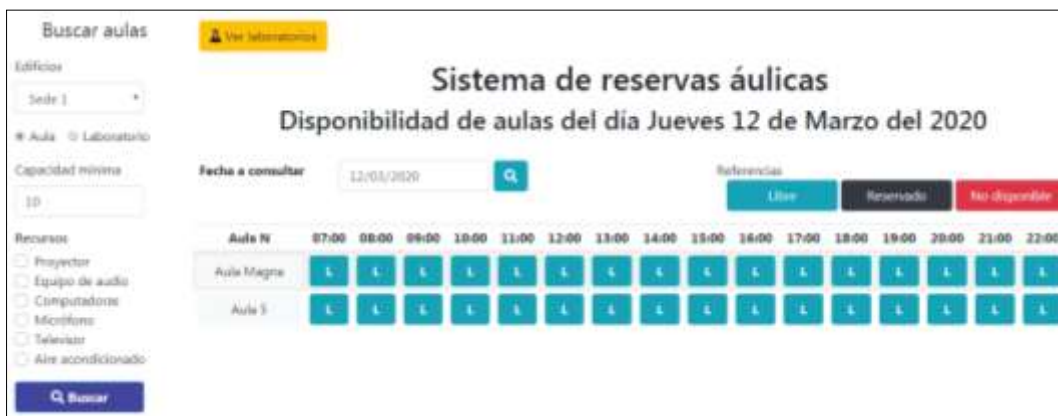 Buscar aulas
Edificios
Sede 1
Aula Laboratorio
Capacidad mínima
10
Recursos
Proyector
Equipo de audio
Computadoras
Micrófono
Televisor
Aire acondicionado
Buscar
Ver laboratorios
Sistema de reservas áulicas
Disponibilidad de aulas del día Jueves 12 de Marzo del 2020
Fecha a consultar 12/03/2020
Referencias
Libre Reservado No disponible
Aula N 07:00 08:00 09:00 10:00 11:00 12:00 13:00 14:00 15:00 16:00 17:00 18:00 19:00 20:00 21:00 22:00
Aula Magna L L L L L L L L L L L L L L L L
Aula 5 L L L L L L L L L L L L L L L L